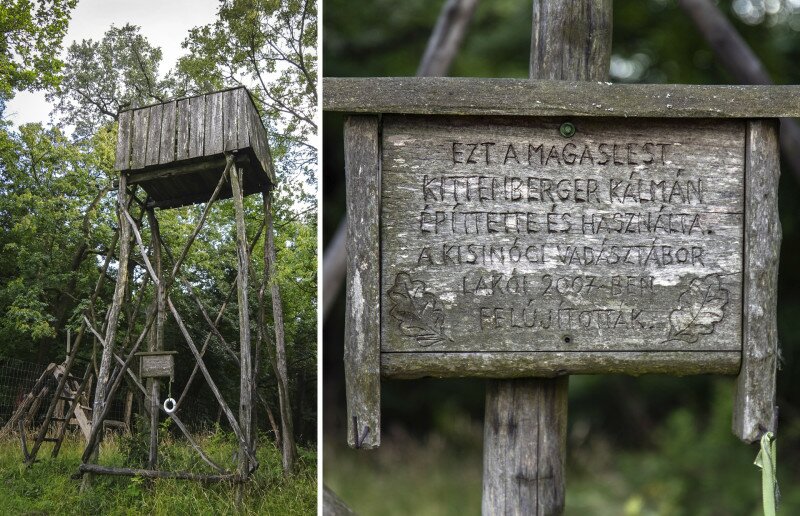 EZT A MAGASLEST
KITTENBERGER KÁLMÁN
ÉPÍTTETTE ÉS HASZNÁLTA.
A KISINÓCI VADÁSZTÁBOR
LAKÓI 2007-BEN
FELÚJÍTOTTÁK.